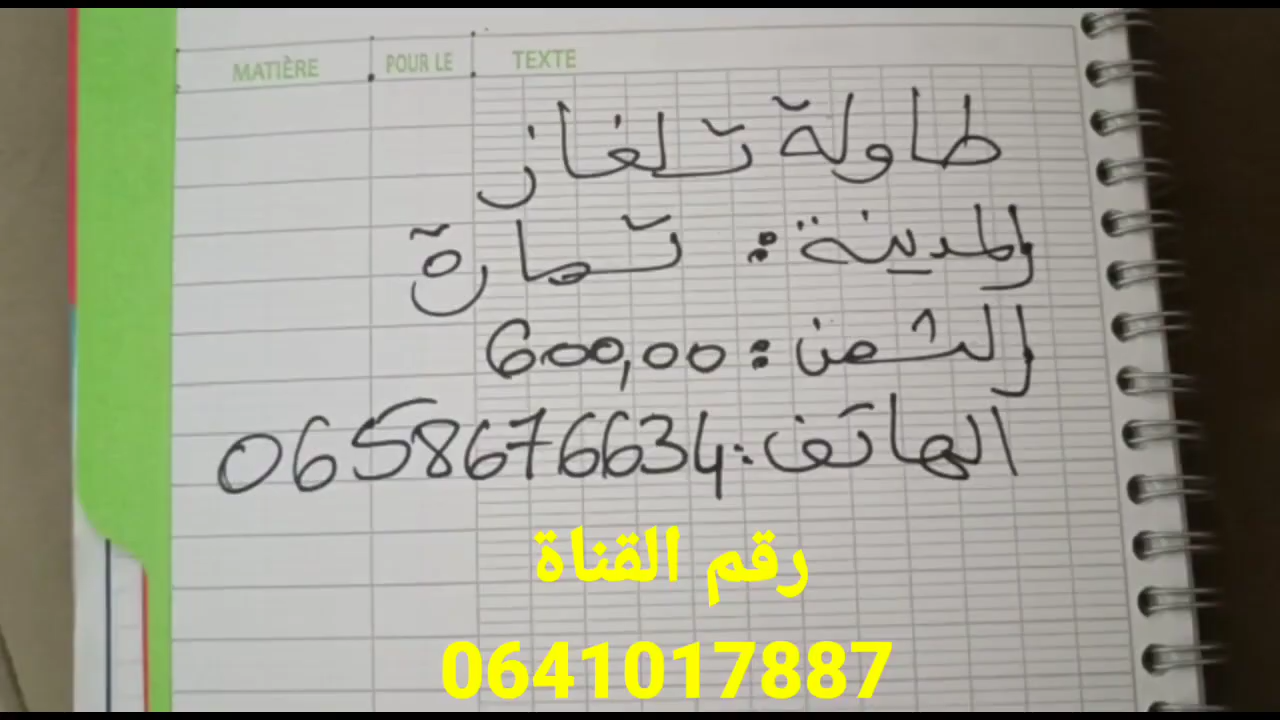 MATIÈRE POUR LE TEXTE
طاولة تلغاز
المدينة: تمارة
الثمن: 600,00
الهاتف: 0658676634
رقم القناة
0641017887